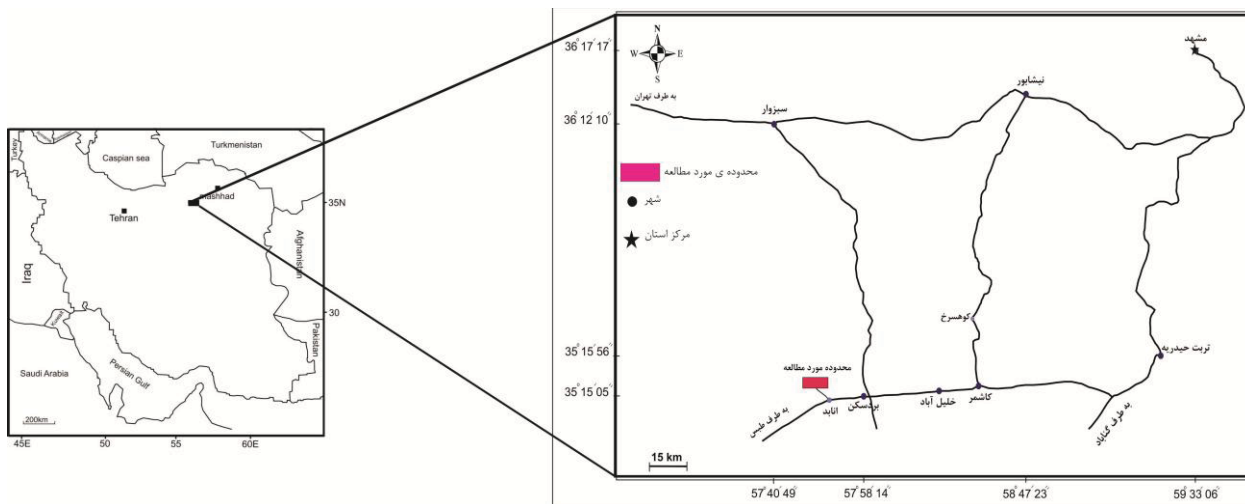 Turkey
Caspian sea
Turkmenistan
mashhad
Tehran
35N
Iraq
Afghanistan
30
Kuwait
Pakistan
Persian Gulf
Saudi Arabia
200km
45E
50
55
60E
N
W E
S
36° 17' 17"
36° 12' 10"
35° 15' 56"
35° 15' 05"
مشهد
نیشابور
به طرف تهران
سبزوار
محدوده ی مورد مطالعه
شهر
مرکز استان
کوهسرخ
تربت حیدریه
محدوده مورد مطالعه
کاشمر
خلیل آباد
بردسکن
انابد
به طرف طبس
به طرف گناباد
15 km
57° 40' 49"
57° 58' 14"
58° 47' 23"
59° 33' 06"